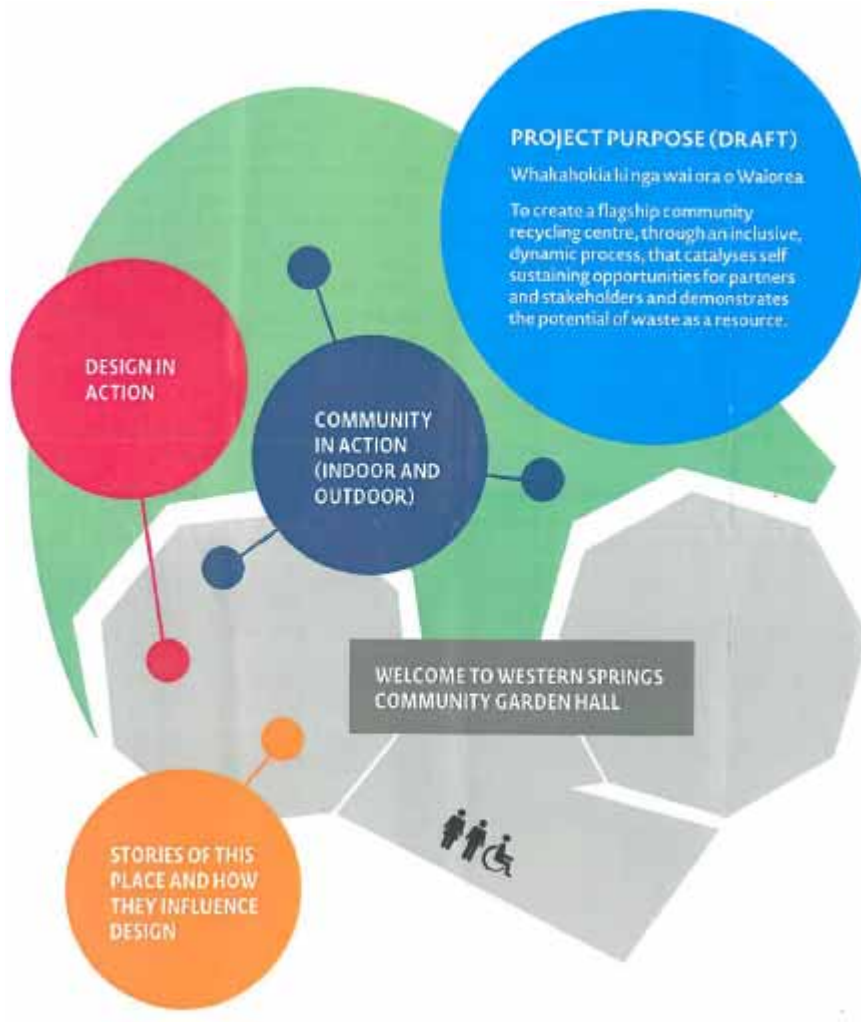 PROJECT PURPOSE (DRAFT)
Whakahokia ki nga wai ora o Waiorea
To create a flagship community
recycling centre, through an inclusive,
dynamic process, that catalyses self
sustaining opportunities for partners
and stakeholders and demonstrates
the potential of waste as a resource.
DESIGN IN
ACTION
COMMUNITY
IN ACTION
(INDOOR AND
OUTDOOR)
WELCOME TO WESTERN SPRINGS
COMMUNITY GARDEN HALL
STORIES OF THIS
PLACE AND HOW
THEY INFLUENCE
DESIGN